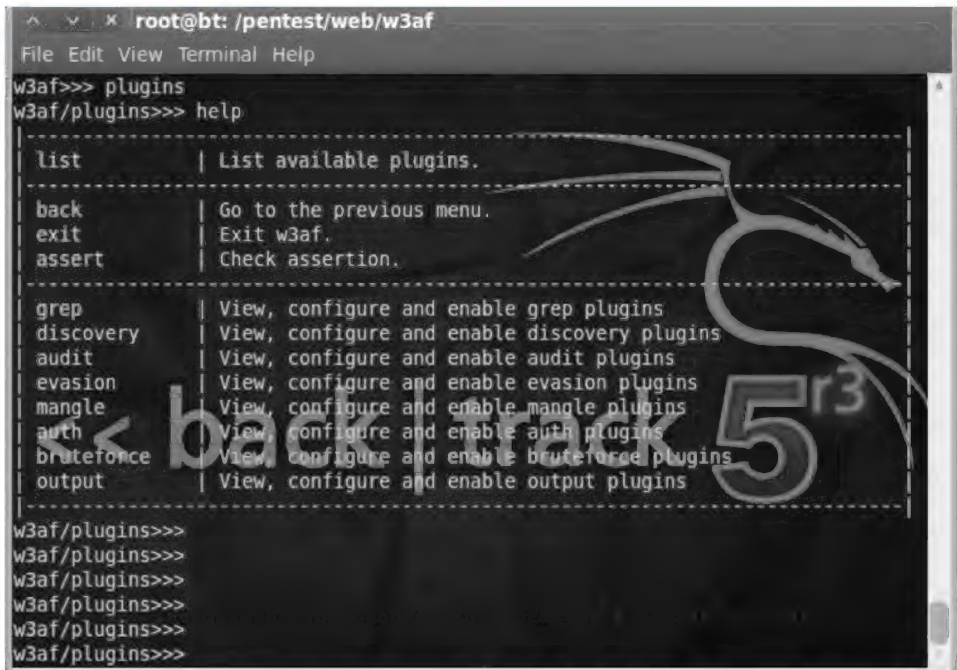 root@bt: /pentest/web/w3af
File Edit View Terminal Help
w3af>>> plugins
w3af/plugins>>> help
list | List available plugins.
back | Go to the previous menu.
exit | Exit w3af.
assert | Check assertion.
grep | View, configure and enable grep plugins
discovery | View, configure and enable discovery plugins
audit | View, configure and enable audit plugins
evasion | View, configure and enable evasion plugins
mangle | View, configure and enable mangle plugins
auth | View, configure and enable auth plugins
bruteforce | View, configure and enable bruteforce plugins
output | View, configure and enable output plugins
<< back | track 5 r3
w3af/plugins>>>
w3af/plugins>>>
w3af/plugins>>>
w3af/plugins>>>
w3af/plugins>>>
w3af/plugins>>>